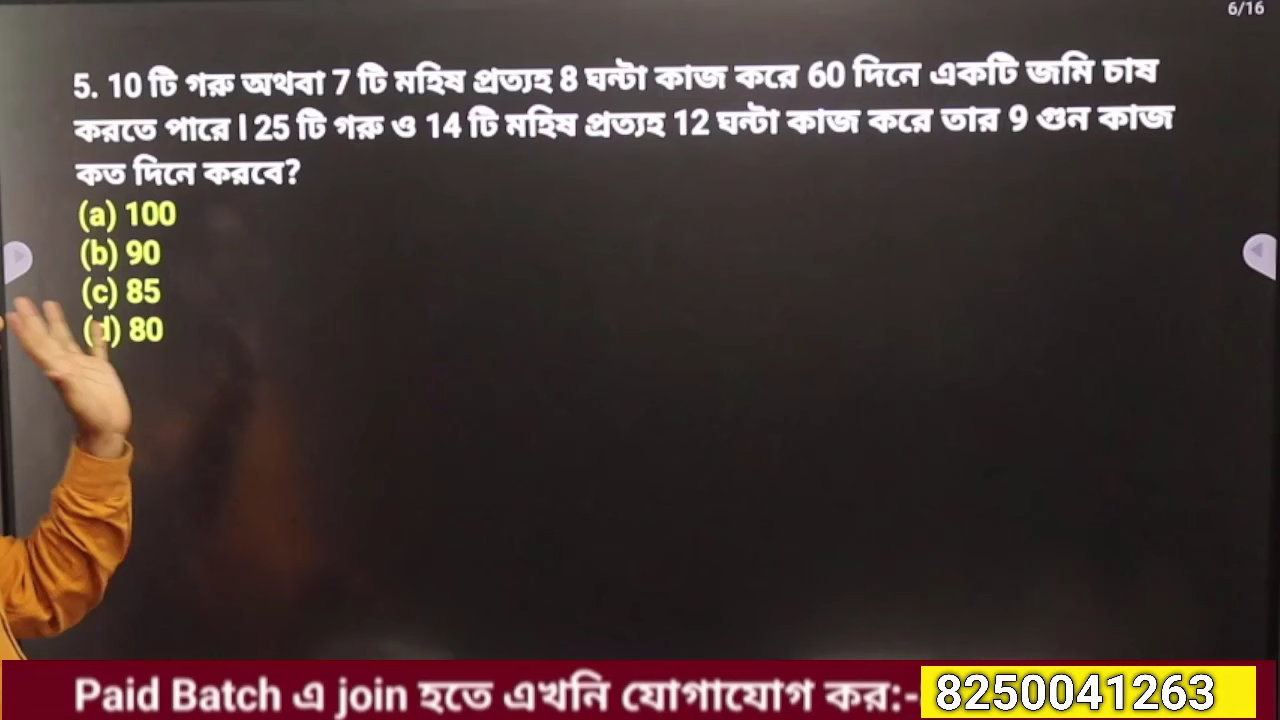 6/16
5. 10 টি গরু অথবা 7 টি মহিষ প্রত্যহ 8 ঘন্টা কাজ করে 60 দিনে একটি জমি চাষ
করতে পারে l 25 টি গরু ও 14 টি মহিষ প্রত্যহ 12 ঘন্টা কাজ করে তার 9 গুন কাজ
কত দিনে করবে?
(a) 100
(b) 90
(c) 85
(d) 80
Paid Batch এ join হতে এখনি যোগাযোগ কর:- 8250041263